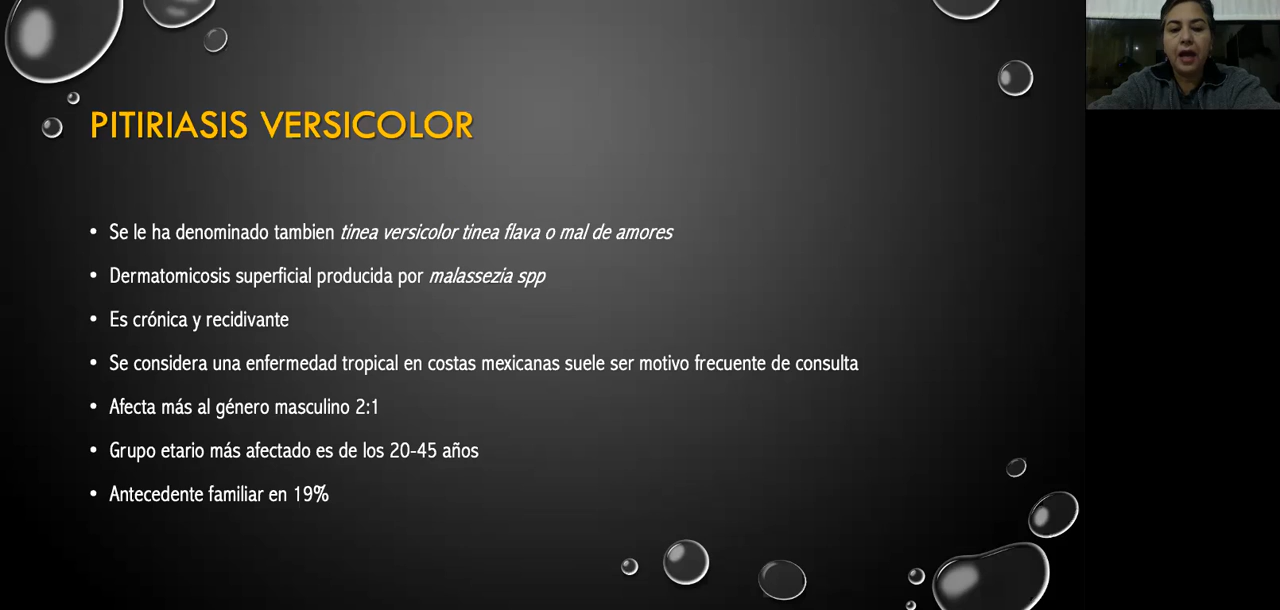 PITIRIASIS VERSICOLOR
• Se le ha denominado tambien tinea versicolor tinea flava o mal de amores
• Dermatomicosis superficial producida por malassezia spp
• Es crónica y recidivante
• Se considera una enfermedad tropical en costas mexicanas suele ser motivo frecuente de consulta
• Afecta más al género masculino 2:1
• Grupo etario más afectado es de los 20-45 años
• Antecedente familiar en 19%